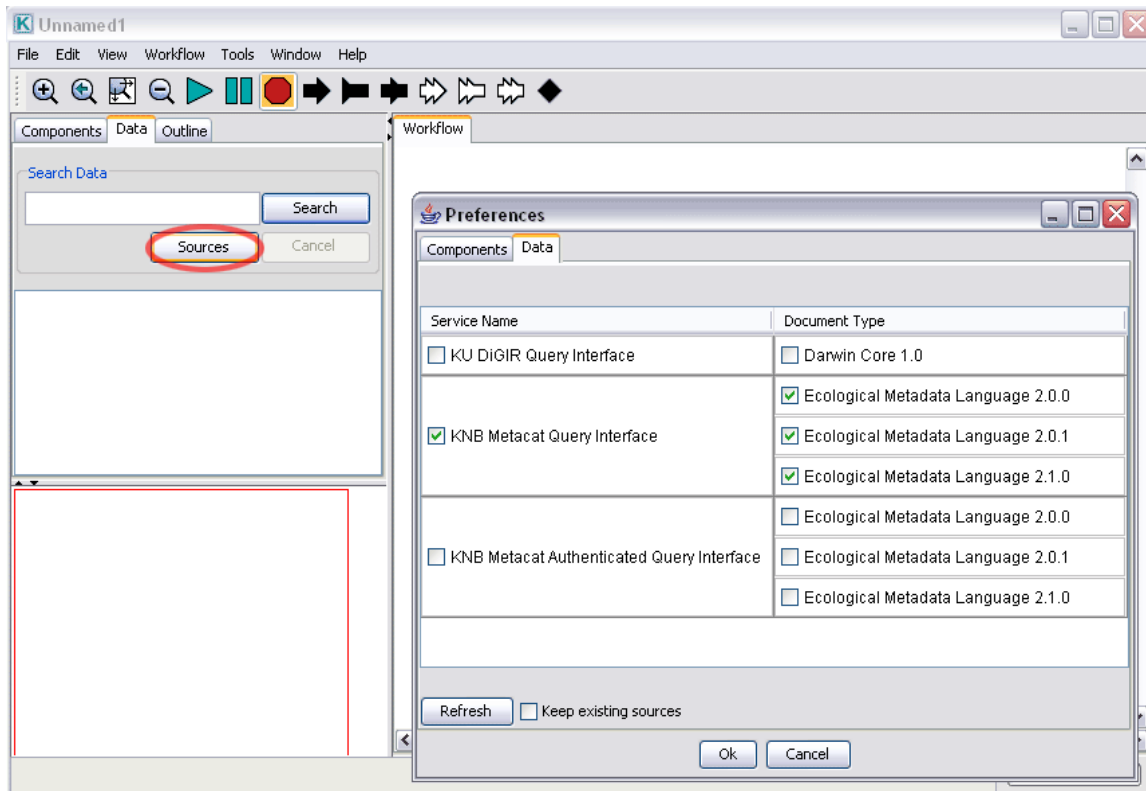 Unnamed1
File Edit View Workflow Tools Window Help
Components Data Outline
Workflow
Search Data
Search
Sources Cancel
Preferences
Components Data
Service Name Document Type
KU DiGIR Query Interface Darwin Core 1.0
Ecological Metadata Language 2.0.0
KNB Metacat Query Interface Ecological Metadata Language 2.0.1
Ecological Metadata Language 2.1.0
Ecological Metadata Language 2.0.0
KNB Metacat Authenticated Query Interface Ecological Metadata Language 2.0.1
Ecological Metadata Language 2.1.0
Refresh Keep existing sources
Ok Cancel